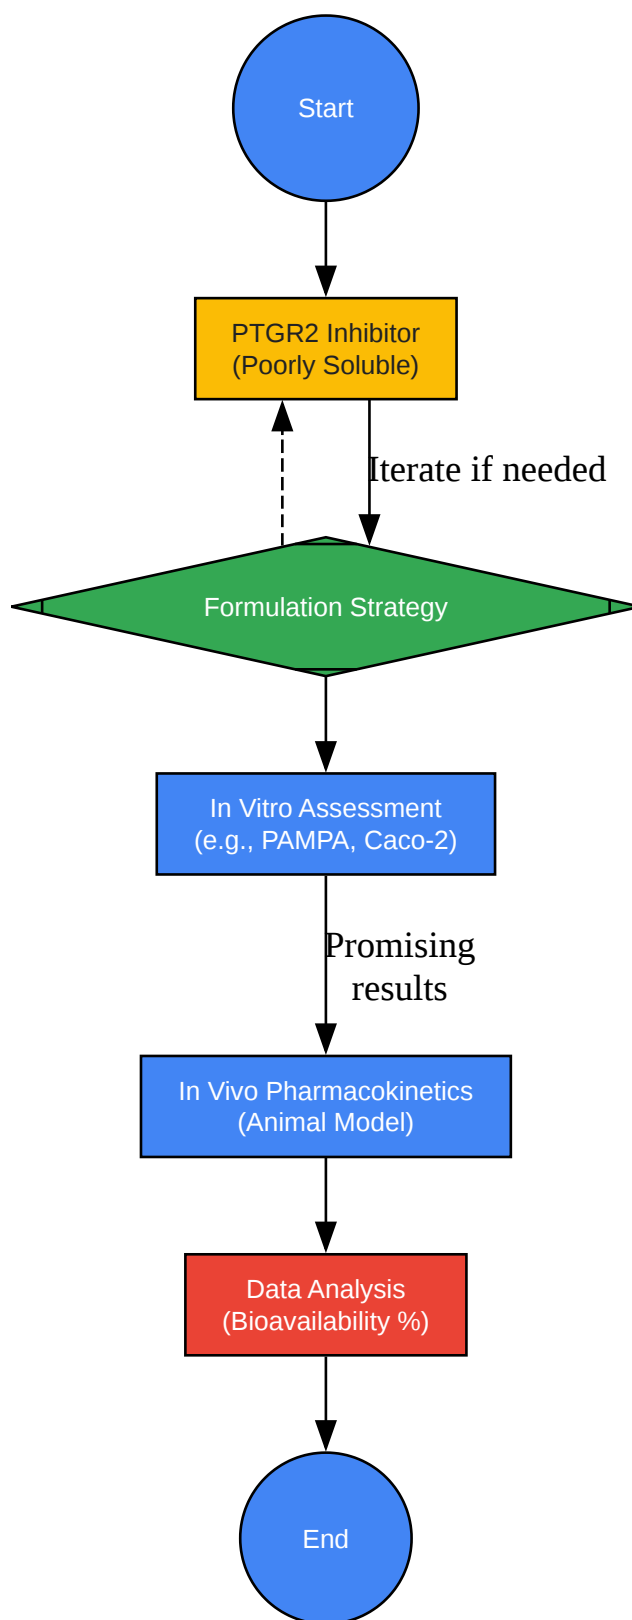 Start
PTGR2 Inhibitor
(Poorly Soluble)
Iterate if needed
Formulation Strategy
In Vitro Assessment
(e.g., PAMPA, Caco-2)
Promising
results
In Vivo Pharmacokinetics
(Animal Model)
Data Analysis
(Bioavailability %)
End